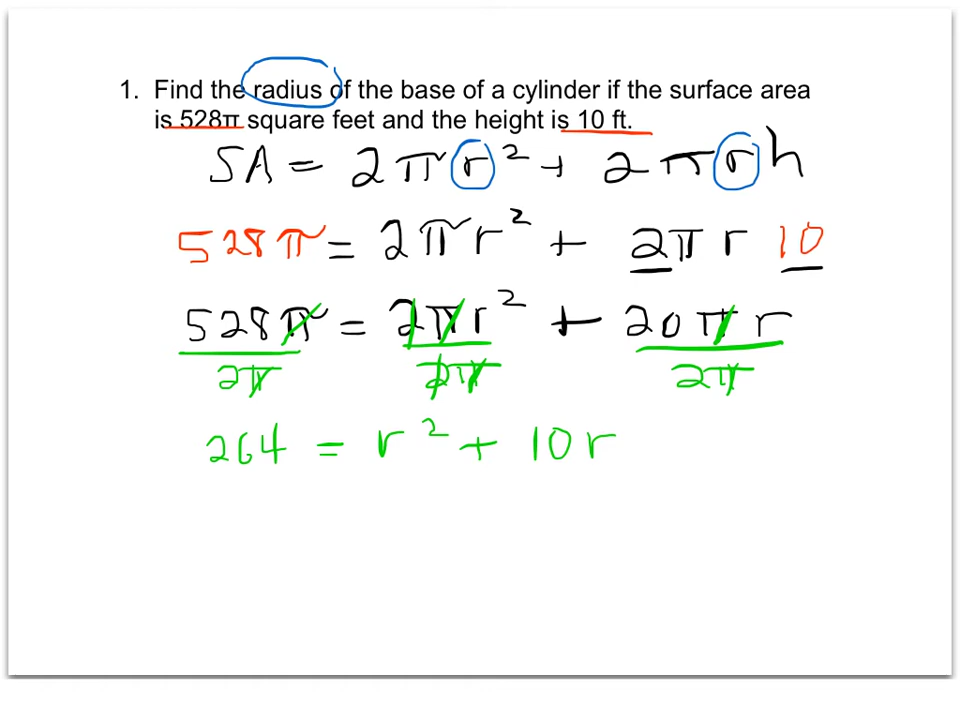 1. Find the radius of the base of a cylinder if the surface area
is 528π square feet and the height is 10 ft.
SA = 2πr² + 2πrh
528π = 2πr² + 2πr 10
528π = 2πr² + 20πr
2π 2π 2π
264 = r² + 10r